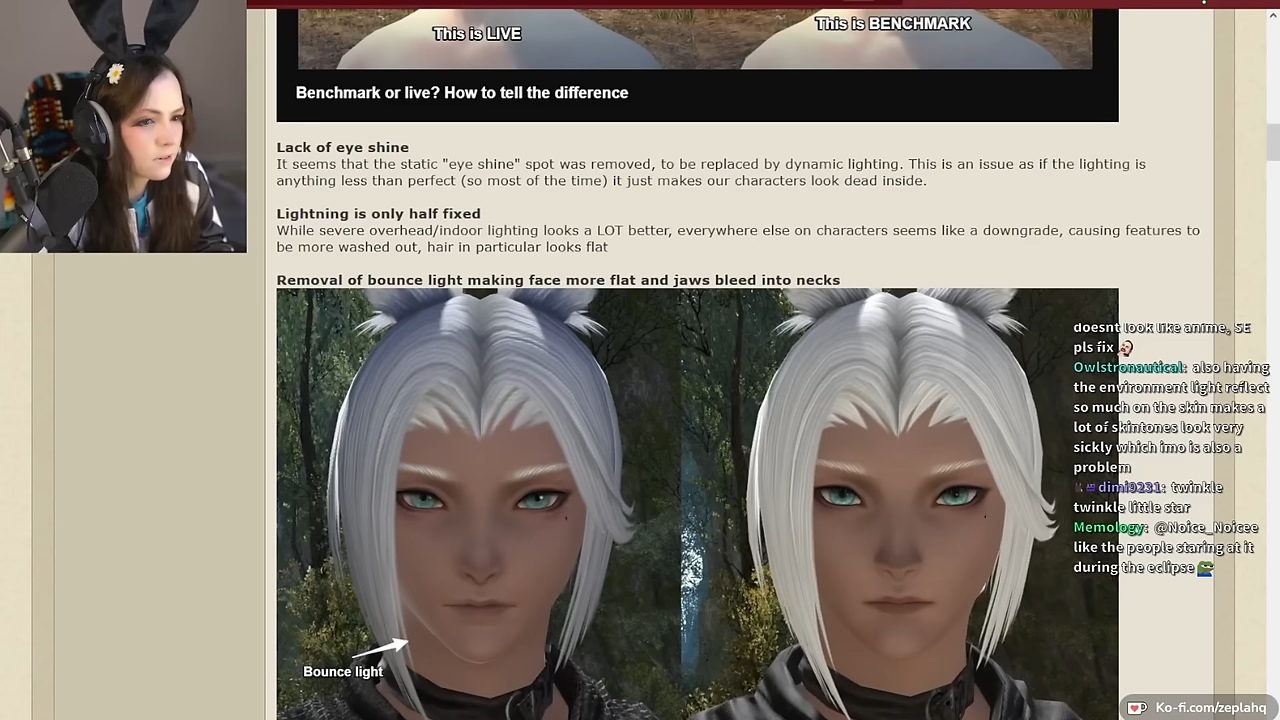 This is LIVE
This is BENCHMARK
Benchmark or live? How to tell the difference
Lack of eye shine
It seems that the static "eye shine" spot was removed, to be replaced by dynamic lighting. This is an issue as if the lighting is
anything less than perfect (so most of the time) it just makes our characters look dead inside.
Lightning is only half fixed
While severe overhead/indoor lighting looks a LOT better, everywhere else on characters seems like a downgrade, causing features to
be more washed out, hair in particular looks flat
Removal of bounce light making face more flat and jaws bleed into necks
Bounce light
doesnt look like anime, SE
pls fix
Owlstronautical: also having
the environment light reflect
so much on the skin makes a
lot of skintones look very
sickly which imo is also a
problem
dimi9231: twinkle
twinkle little star
Memology: @Noice_Noicee
like the people staring at it
during the eclipse
Ko-fi.com/zeplahq